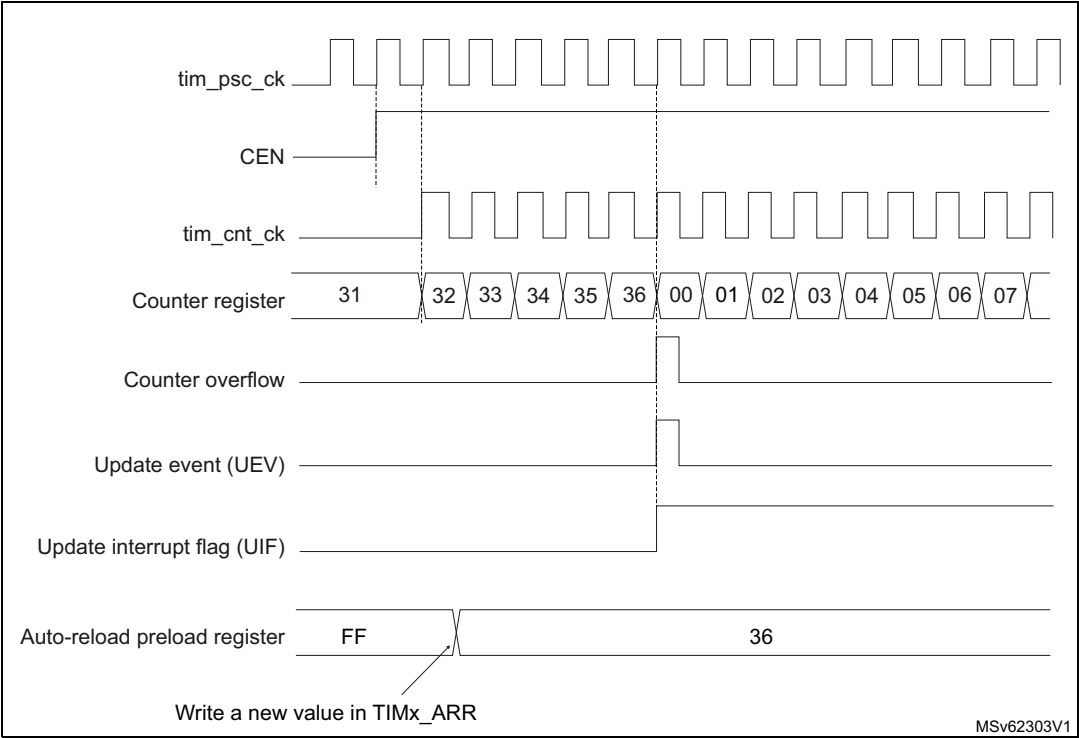 tim_psc_ck
CEN
tim_cnt_ck
Counter register 31 32 33 34 35 36 00 01 02 03 04 05 06 07
Counter overflow
Update event (UEV)
Update interrupt flag (UIF)
Auto-reload preload register FF 36
Write a new value in TIMx_ARR
MSv62303V1